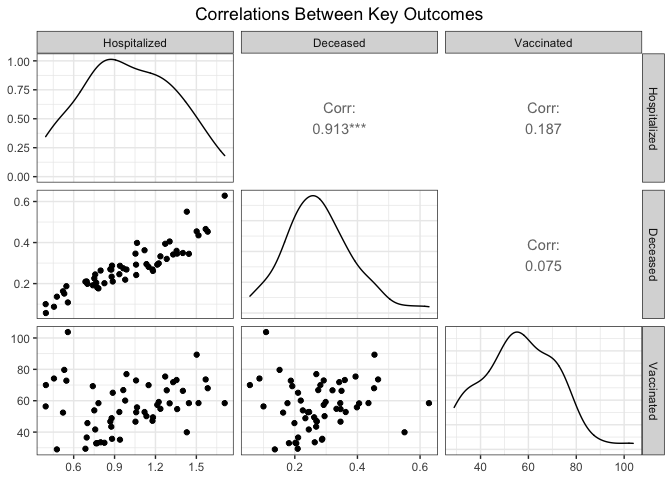 Correlations Between Key Outcomes
Hospitalized Deceased Vaccinated
1.00
0.75
0.50
0.25
0.00
Corr:
0.913***
Corr:
0.187
Hospitalized
0.6
0.4
0.2
Corr:
0.075
Deceased
100
80
60
40
Vaccinated
0.6 0.9 1.2 1.5
0.2 0.4 0.6
40 60 80 100